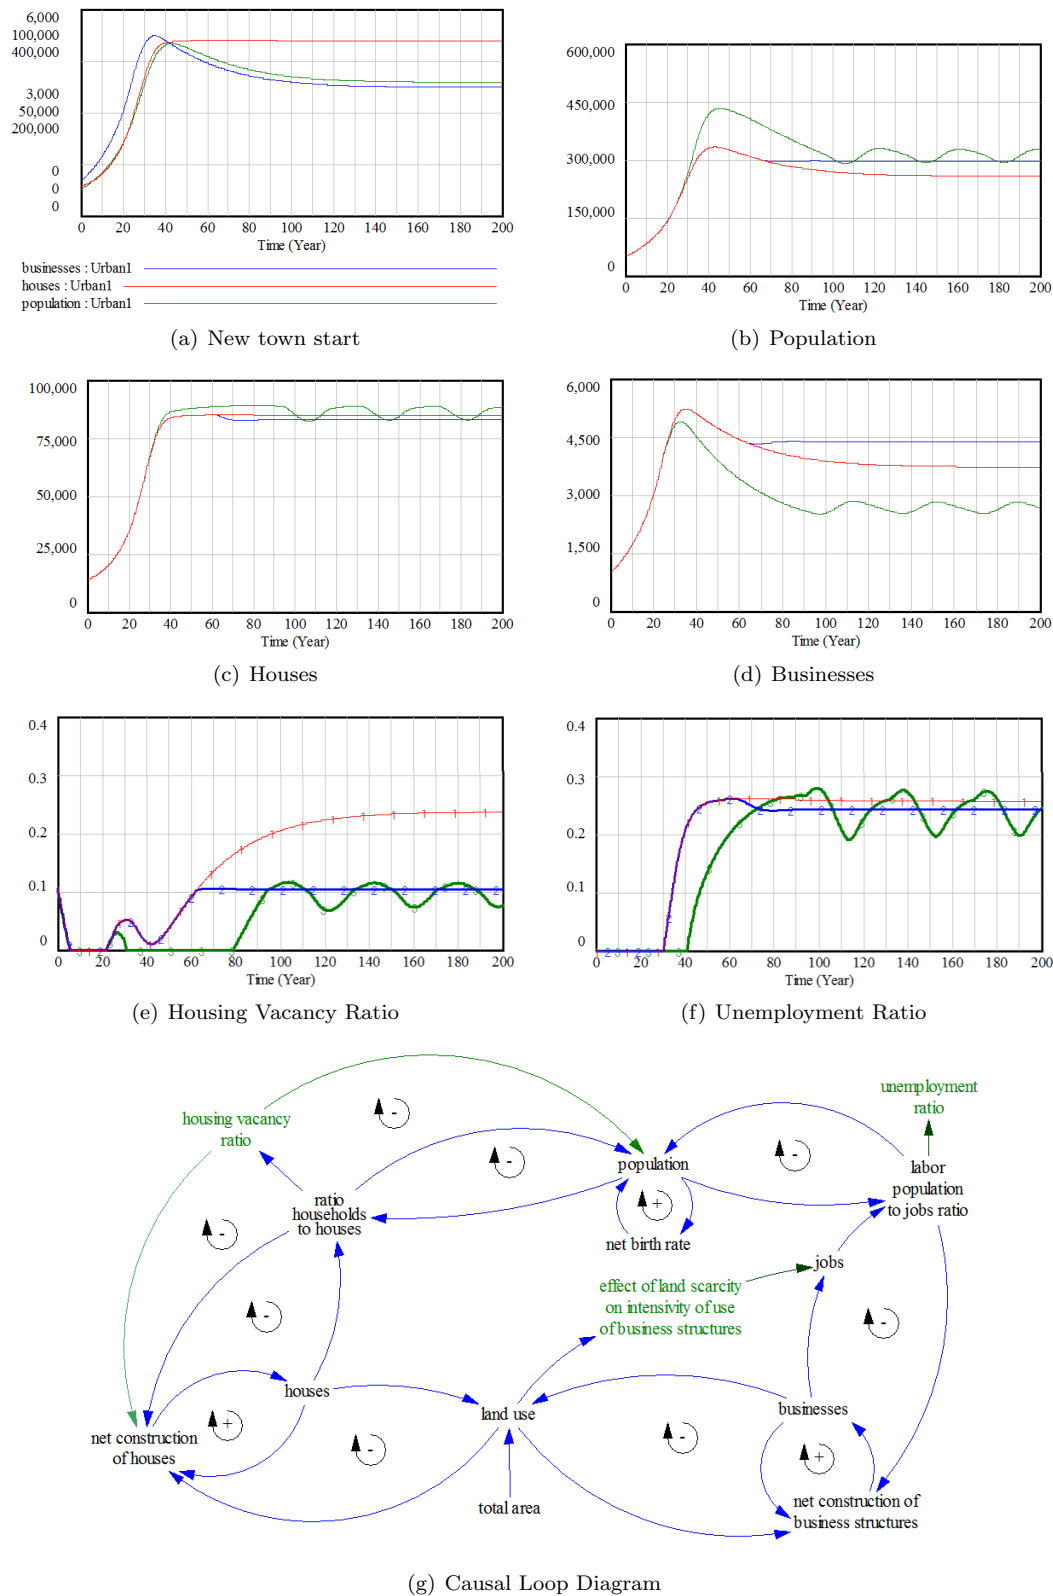 6,000
100,000
400,000
3,000
50,000
200,000
0
0
0
0 20 40 60 80 100 120 140 160 180 200
Time (Year)
businesses : Urban1
houses : Urban1
population : Urban1
(a) New town start
600,000
450,000
300,000
150,000
0
0 20 40 60 80 100 120 140 160 180 200
Time (Year)
(b) Population
100,000
75,000
50,000
25,000
0
0 20 40 60 80 100 120 140 160 180 200
Time (Year)
(c) Houses
6,000
4,500
3,000
1,500
0
0 20 40 60 80 100 120 140 160 180 200
Time (Year)
(d) Businesses
0.4
0.3
0.2
0.1
0
0 20 40 60 80 100 120 140 160 180 200
Time (Year)
(e) Housing Vacancy Ratio
0.4
0.3
0.2
0.1
0
0 20 40 60 80 100 120 140 160 180 200
Time (Year)
(f) Unemployment Ratio
housing vacancy
ratio
unemployment
ratio
population
labor
population
to jobs ratio
ratio
households
to houses
net birth rate
jobs
effect of land scarcity
on intensivity of use
of business structures
houses
land use
businesses
net construction
of houses
total area
net construction of
business structures
(g) Causal Loop Diagram